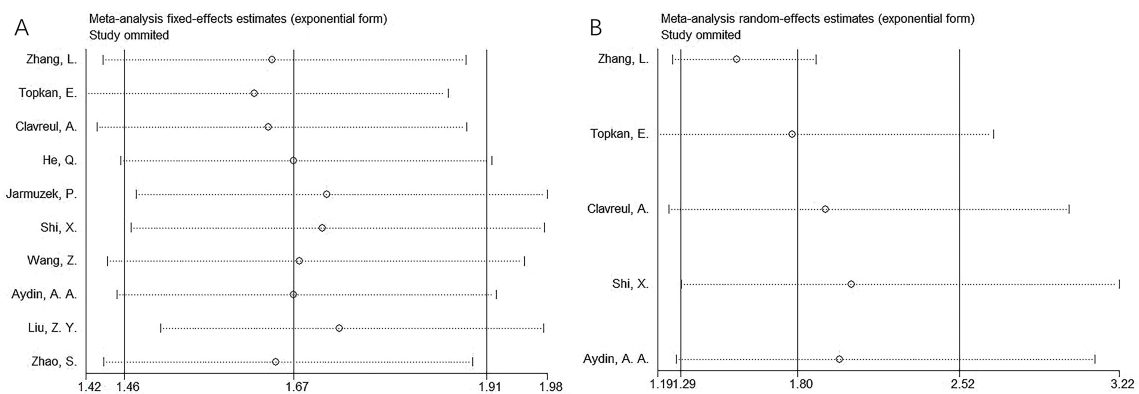 A
Meta-analysis fixed-effects estimates (exponential form)
Study ommited
Zhang, L.
Topkan, E.
Clavreul, A.
He, Q.
Jarmuzek, P.
Shi, X.
Wang, Z.
Aydin, A. A.
Liu, Z. Y.
Zhao, S.
1.42 1.46 1.67 1.91 1.98
B
Meta-analysis random-effects estimates (exponential form)
Study ommited
Zhang, L.
Topkan, E.
Clavreul, A.
Shi, X.
Aydin, A. A.
1.19 1.29 1.80 2.52 3.22